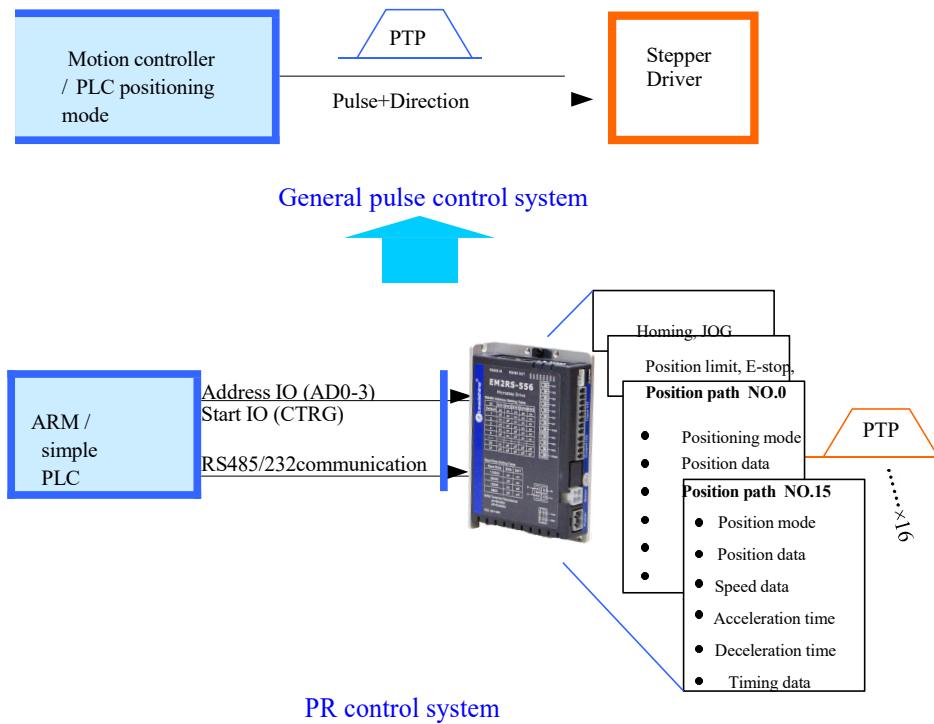 PTP
Motion controller
/ PLC positioning
mode
Pulse+Direction
Stepper
Driver
General pulse control system
Homing, JOG
Position limit, E-stop,
Position path NO.0
Positioning mode
Position data
PTP
×16
ARM /
simple
PLC
Address IO (AD0-3)
Start IO (CTRG)
RS485/232communication
EM2RS-556
Position path NO.15
Position mode
Position data
Speed data
Acceleration time
Deceleration time
Timing data
PR control system